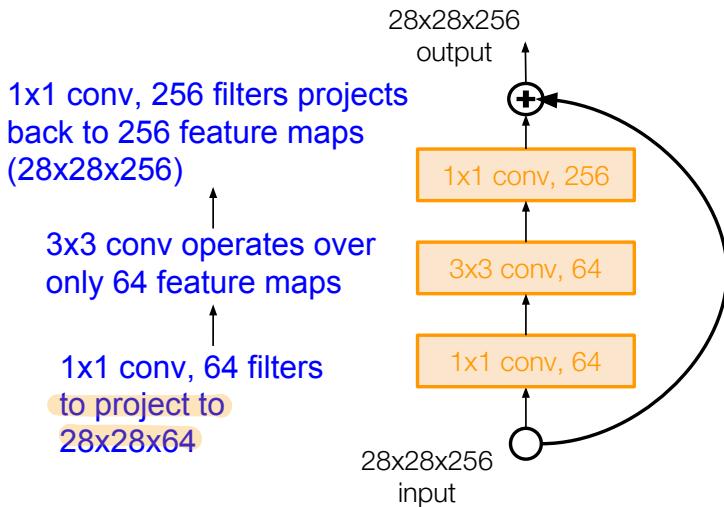 28x28x256
output
1x1 conv, 256 filters projects
back to 256 feature maps
(28x28x256)
3x3 conv operates over
only 64 feature maps
1x1 conv, 64 filters
to project to
28x28x64
+
1x1 conv, 256
3x3 conv, 64
1x1 conv, 64
28x28x256
input